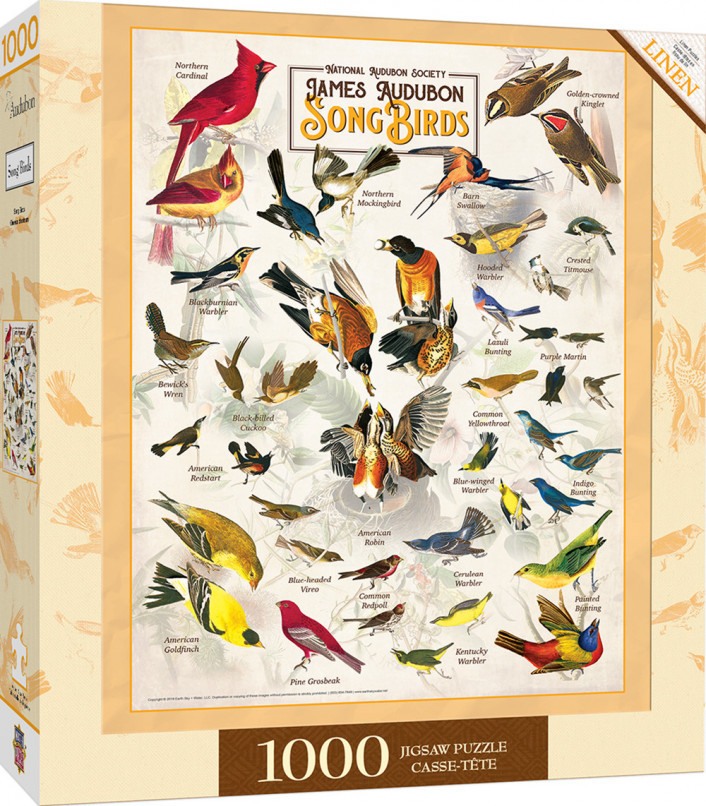 1000
Audubon
Song Birds
LINEN
NATIONAL AUDUBON SOCIETY
JAMES AUDUBON
SONG BIRDS
Northern
Cardinal
Golden-crowned
Kinglet
Northern
Mockingbird
Barn
Swallow
Hooded
Warbler
Crested
Titmouse
Blackburnian
Warbler
Lazuli
Bunting
Purple Martin
Bewick's
Wren
Black-billed
Cuckoo
Common
Yellowthroat
American
Redstart
Blue-winged
Warbler
Indigo
Bunting
American
Robin
Blue-headed
Vireo
Cerulean
Warbler
Common
Redpoll
Painted
Bunting
American
Goldfinch
Kentucky
Warbler
Pine Grosbeak
1000
JIGSAW PUZZLE
CASSE-TÊTE